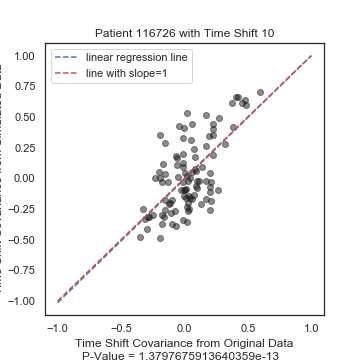 Patient 116726 with Time Shift 10
linear regression line
line with slope=1
1.00
0.75
0.50
0.25
0.00
−0.25
−0.50
−0.75
−1.00
−1.0
−0.5
0.0
0.5
1.0
Time Shift Covariance from Original Data
P-Value = 1.3797675913640359e-13